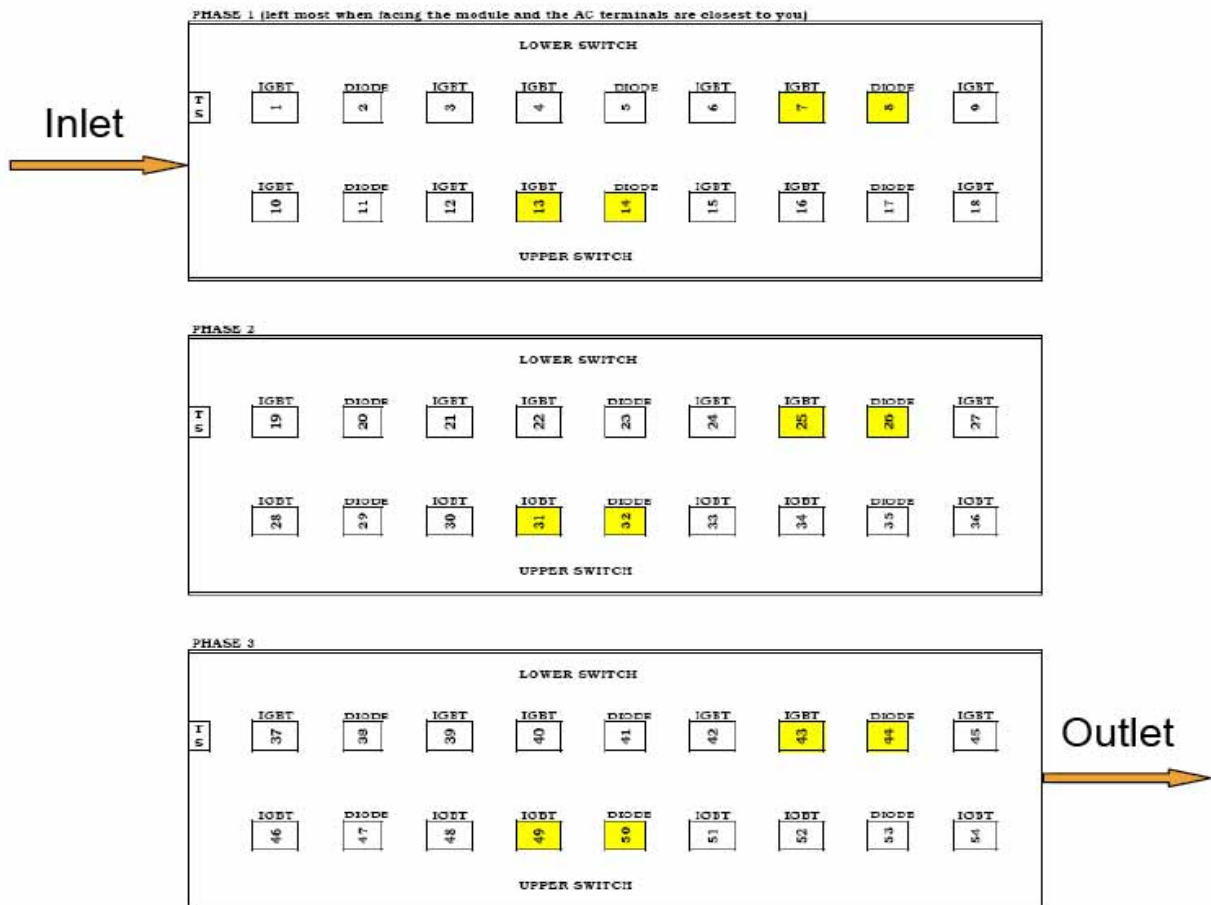 PHASE 1 (left most when facing the module and the AC terminals are closest to you)
LOWER SWITCH
IGBT DIODE IGBT IGBT DIODE IGBT IGBT DIODE IGBT
T S 1 2 3 4 5 6 7 8 9
Inlet
IGBT DIODE IGBT IGBT DIODE IGBT IGBT DIODE IGBT
10 11 12 13 14 15 16 17 18
UPPER SWITCH
PHASE 2
LOWER SWITCH
IGBT DIODE IGBT IGBT DIODE IGBT IGBT DIODE IGBT
T S 19 20 21 22 23 24 25 26 27
IGBT DIODE IGBT IGBT DIODE IGBT IGBT DIODE IGBT
28 29 30 31 32 33 34 35 36
UPPER SWITCH
PHASE 3
LOWER SWITCH
IGBT DIODE IGBT IGBT DIODE IGBT IGBT DIODE IGBT
T S 37 38 39 40 41 42 43 44 45
Outlet
IGBT DIODE IGBT IGBT DIODE IGBT IGBT DIODE IGBT
46 47 48 49 50 51 52 53 54
UPPER SWITCH